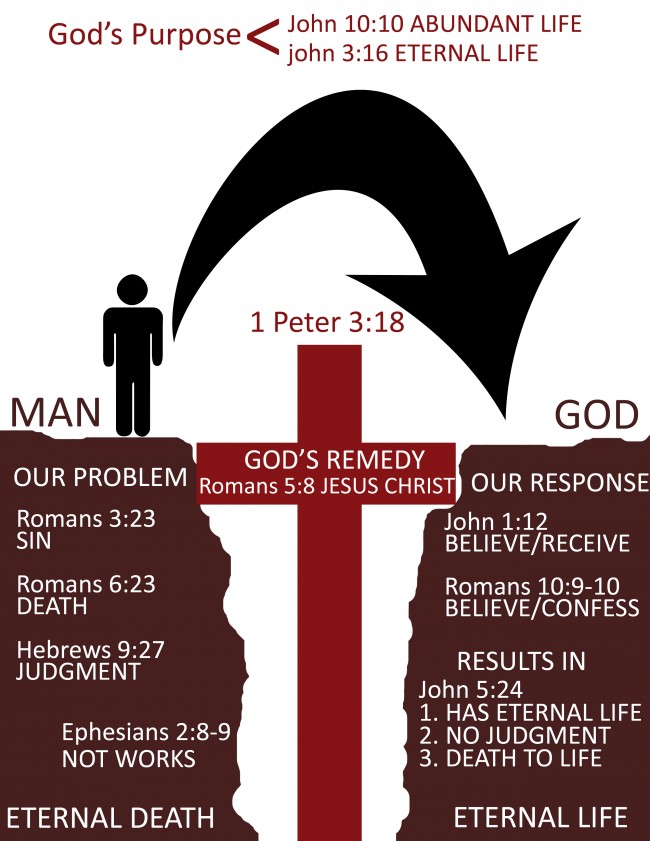 God's Purpose
John 10:10 ABUNDANT LIFE
john 3:16 ETERNAL LIFE
1 Peter 3:18
MAN
GOD
GOD'S REMEDY
Romans 5:8 JESUS CHRIST
OUR PROBLEM
Romans 3:23
SIN
Romans 6:23
DEATH
Hebrews 9:27
JUDGMENT
Ephesians 2:8-9
NOT WORKS
ETERNAL DEATH
OUR RESPONSE
John 1:12
BELIEVE/RECEIVE
Romans 10:9-10
BELIEVE/CONFESS
RESULTS IN
John 5:24
1. HAS ETERNAL LIFE
2. NO JUDGMENT
3. DEATH TO LIFE
ETERNAL LIFE